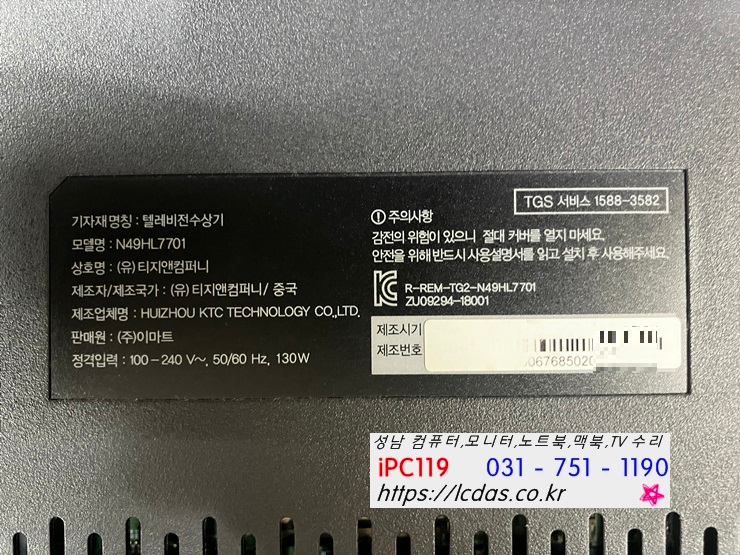 기자재명칭 : 텔레비전수상기
모델명 : N49HL7701
상호명 : (유)티지앤컴퍼니
제조자/제조국가 : (유)티지앤컴퍼니/ 중국
제조업체명 : HUIZHOU KTC TECHNOLOGY CO.,LTD.
판매원 : (주)이마트
정격입력 : 100-240 V~, 50/60 Hz, 130W
TGS 서비스 1588-3582
! 주의사항
감전의 위험이 있으니 절대 커버를 열지 마세요.
안전을 위해 반드시 사용설명서를 읽고 설치 후 사용해주세요.
R-REM-TG2-N49HL7701
ZU09294-18001
제조시기
제조번호
성남 컴퓨터,모니터,노트북,맥북,TV 수리
iPC119 031 - 751 - 1190
https://lcdas.co.kr